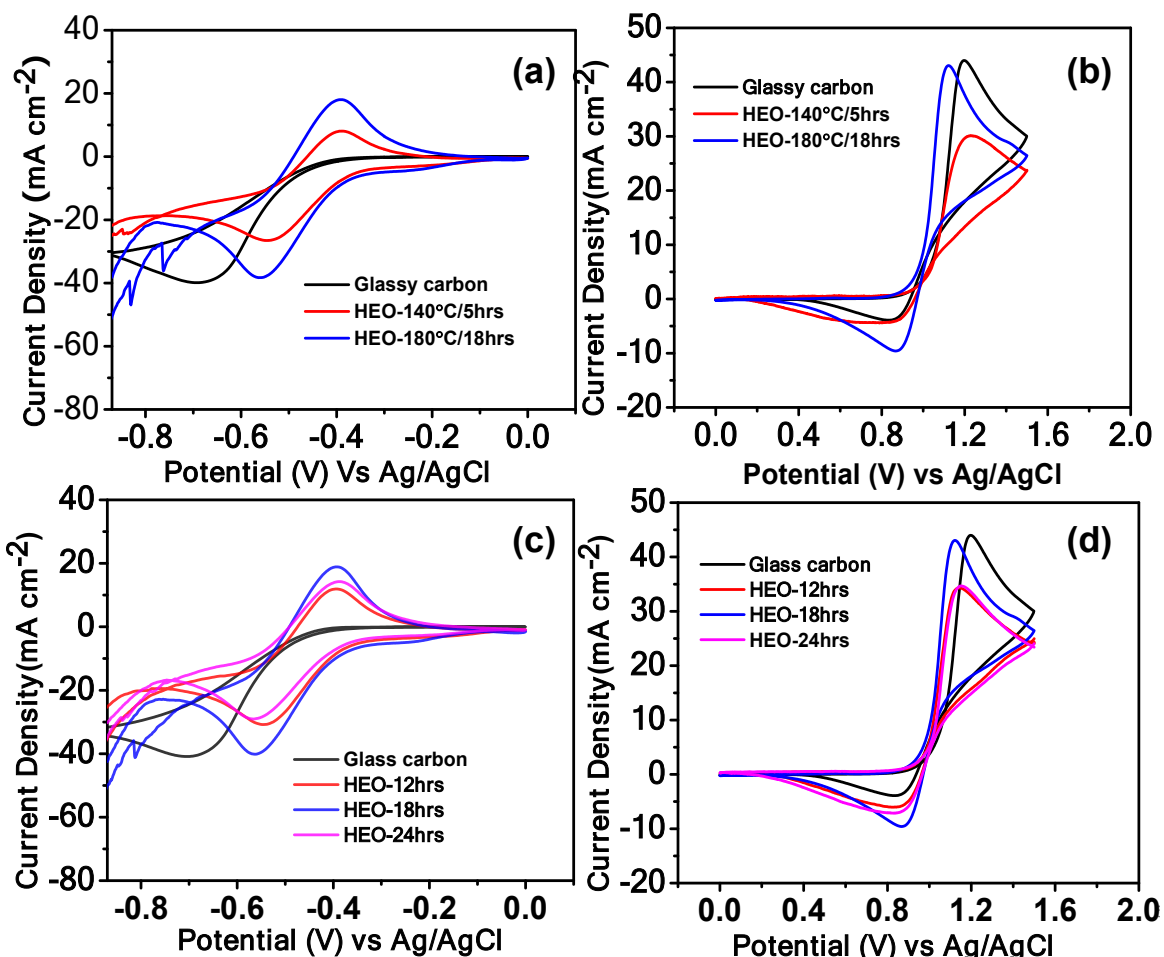 (a)
Glassy carbon
HEO-140°C/5hrs
HEO-180°C/18hrs
40
20
0
-20
-40
-60
-80
-0.8 -0.6 -0.4 -0.2 0.0
Current Density (mA cm-2)
Potential (V) Vs Ag/AgCl
(b)
Glassy carbon
HEO-140°C/5hrs
HEO-180°C/18hrs
50
40
30
20
10
0
-10
-20
0.0 0.4 0.8 1.2 1.6 2.0
Current Density(mA cm-2)
Potential (V) vs Ag/AgCl
(c)
Glass carbon
HEO-12hrs
HEO-18hrs
HEO-24hrs
40
20
0
-20
-40
-60
-80
-0.8 -0.6 -0.4 -0.2 0.0
Current Density(mA cm-2)
Potential (V) vs Ag/AgCl
(d)
Glass carbon
HEO-12hrs
HEO-18hrs
HEO-24hrs
50
40
30
20
10
0
-10
-20
0.0 0.4 0.8 1.2 1.6 2.0
Current Density(mA cm-2)
Potential (V) vs Ag/AgCl